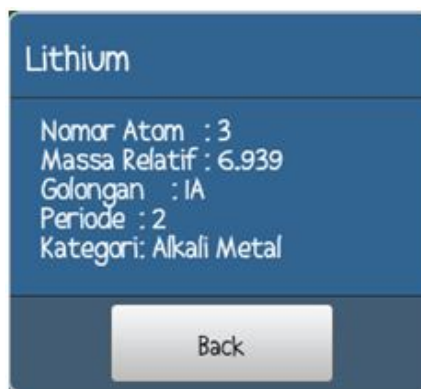 Lithium
Nomor Atom : 3
Massa Relatif : 6.939
Golongan : IA
Periode : 2
Kategori: Alkali Metal
Back